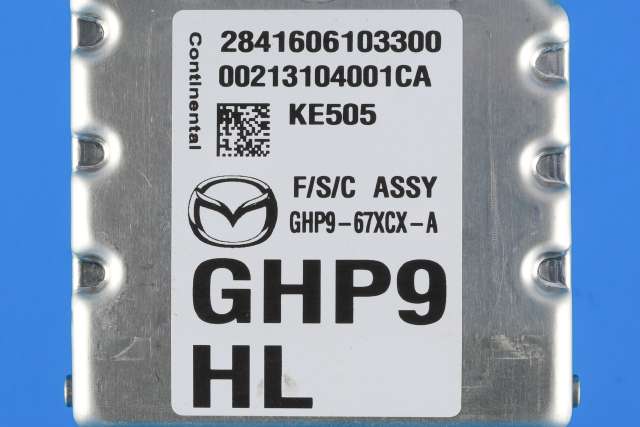 Continental
2841606103300
00213104001CA
KE505
F/S/C ASSY
GHP9-67XCX-A
GHP9
HL